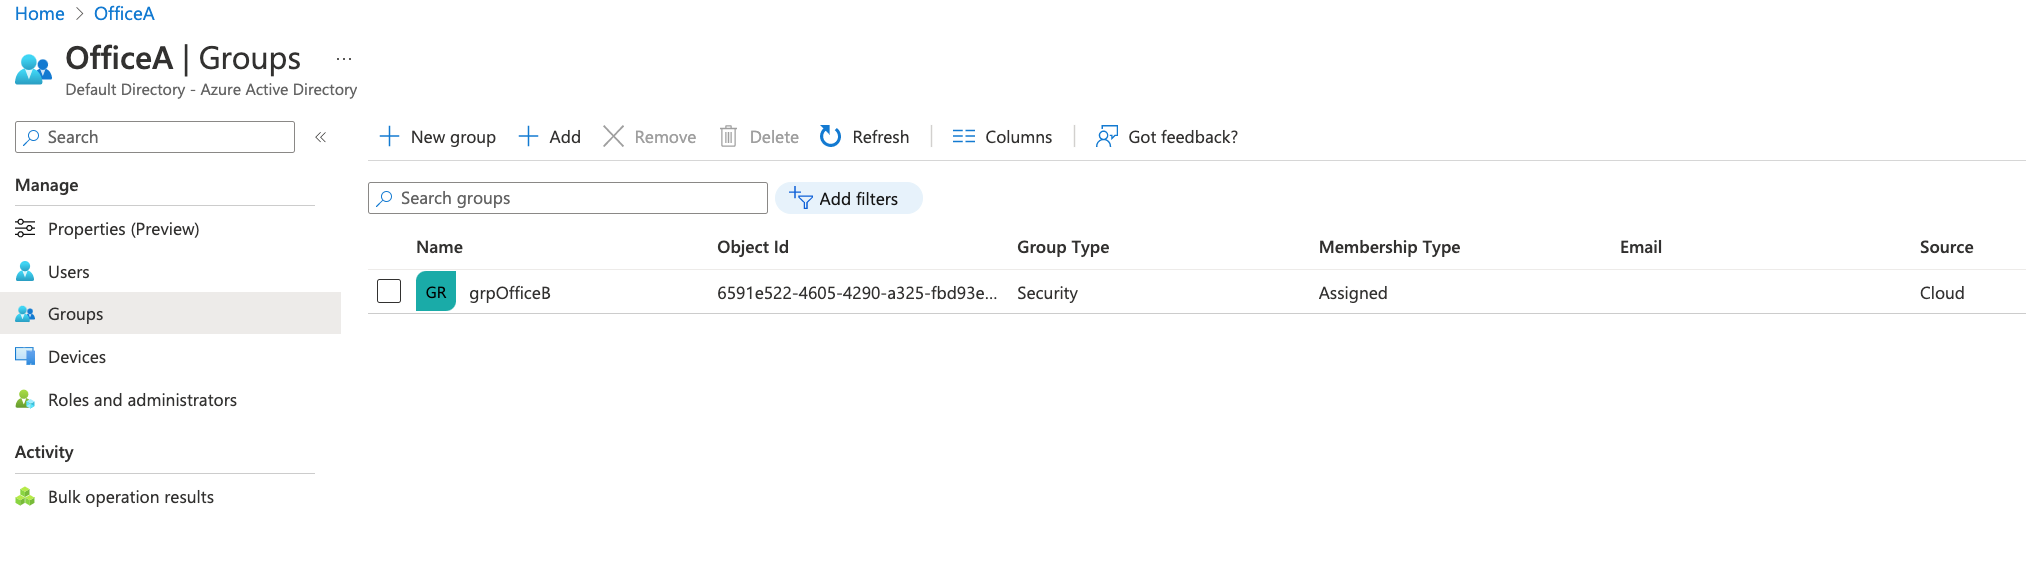 Home > OfficeA
OfficeA | Groups ...
Default Directory - Azure Active Directory
Search «
New group Add Remove Delete Refresh Columns Got feedback?
Manage
Properties (Preview)
Users
Groups
Devices
Roles and administrators
Activity
Bulk operation results
Search groups Add filters
Name Object Id Group Type Membership Type Email Source
GR grpOfficeB 6591e522-4605-4290-a325-fbd93e... Security Assigned Cloud